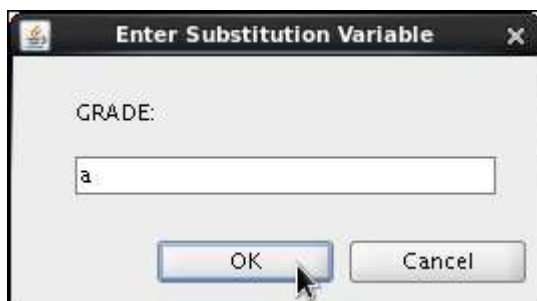 Enter Substitution Variable
GRADE:
a
OK
Cancel